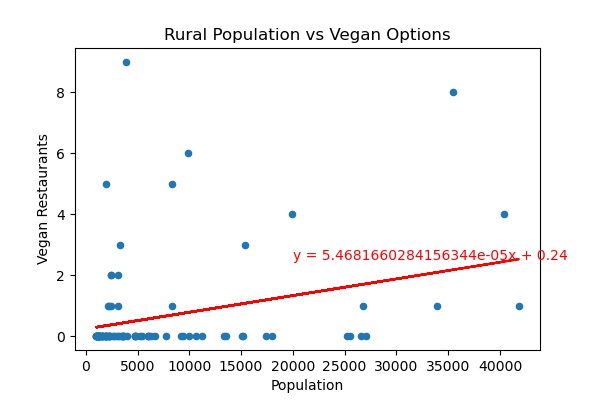 Rural Population vs Vegan Options
8
6
4
2
0
Vegan Restaurants
y = 5.4681660284156344e-05x + 0.24
0 5000 10000 15000 20000 25000 30000 35000 40000
Population